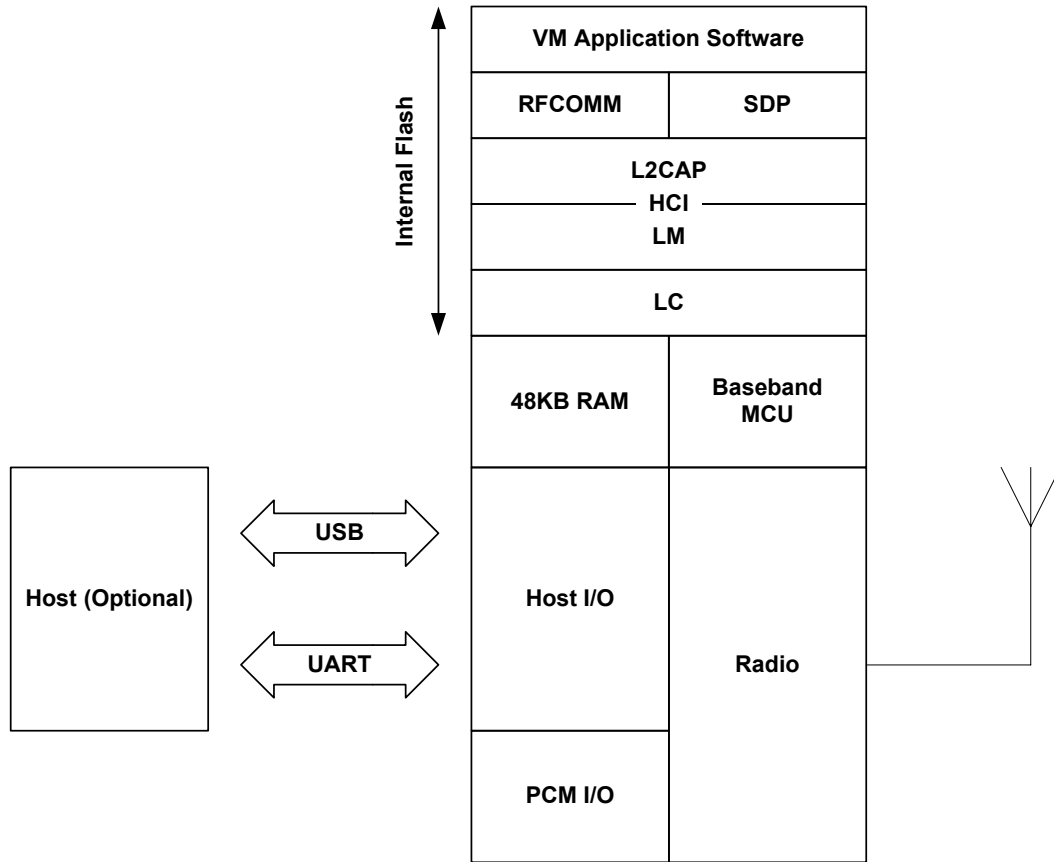 VM Application Software
RFCOMM
SDP
Internal Flash
L2CAP
HCI
LM
LC
48KB RAM
Baseband
MCU
USB
Host (Optional)
Host I/O
UART
Radio
PCM I/O